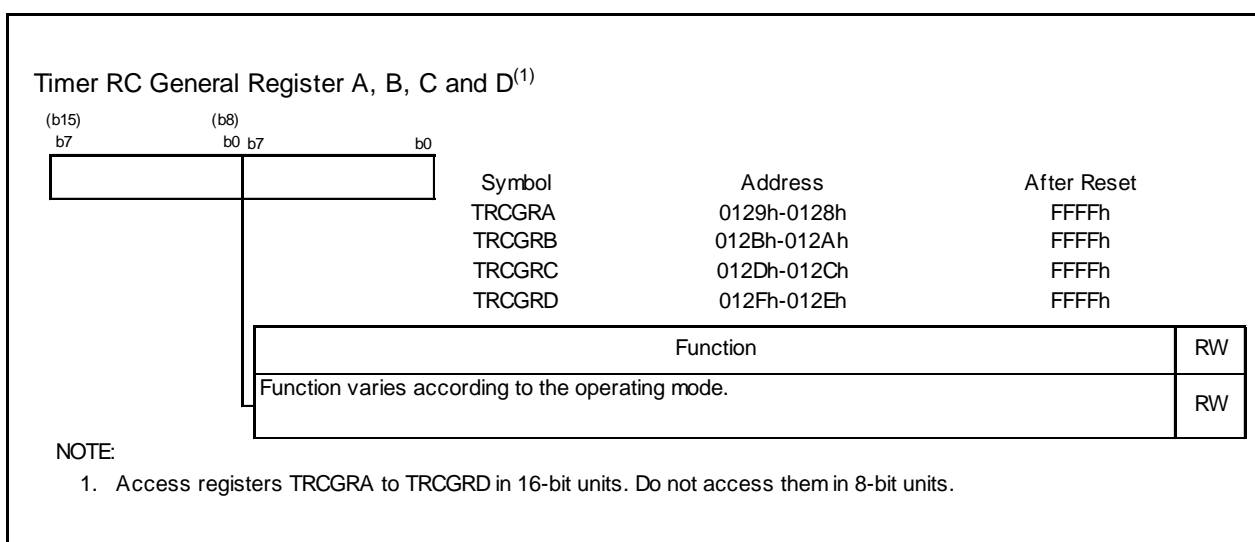 Timer RC General Register A, B, C and D(1)
(b15) (b8)
b7 b0 b7 b0
Symbol Address After Reset
TRCGRA 0129h-0128h FFFFh
TRCGRB 012Bh-012Ah FFFFh
TRCGRC 012Dh-012Ch FFFFh
TRCGRD 012Fh-012Eh FFFFh
Function RW
Function varies according to the operating mode. RW
NOTE:
1. Access registers TRCGRA to TRCGRD in 16-bit units. Do not access them in 8-bit units.